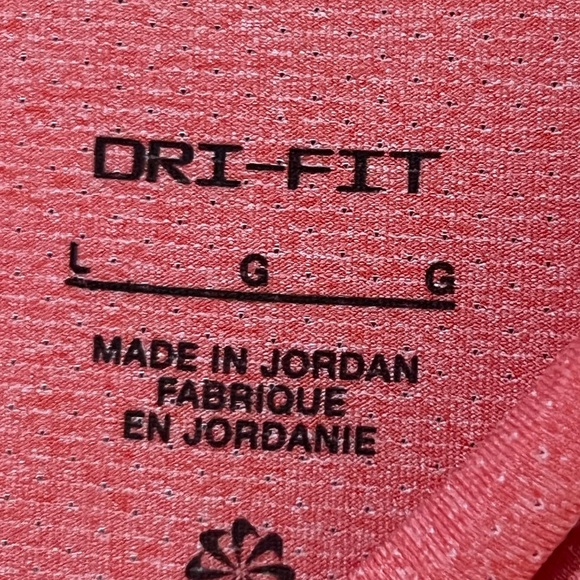 DRI-FIT
L G G
MADE IN JORDAN
FABRIQUE
EN JORDANIE